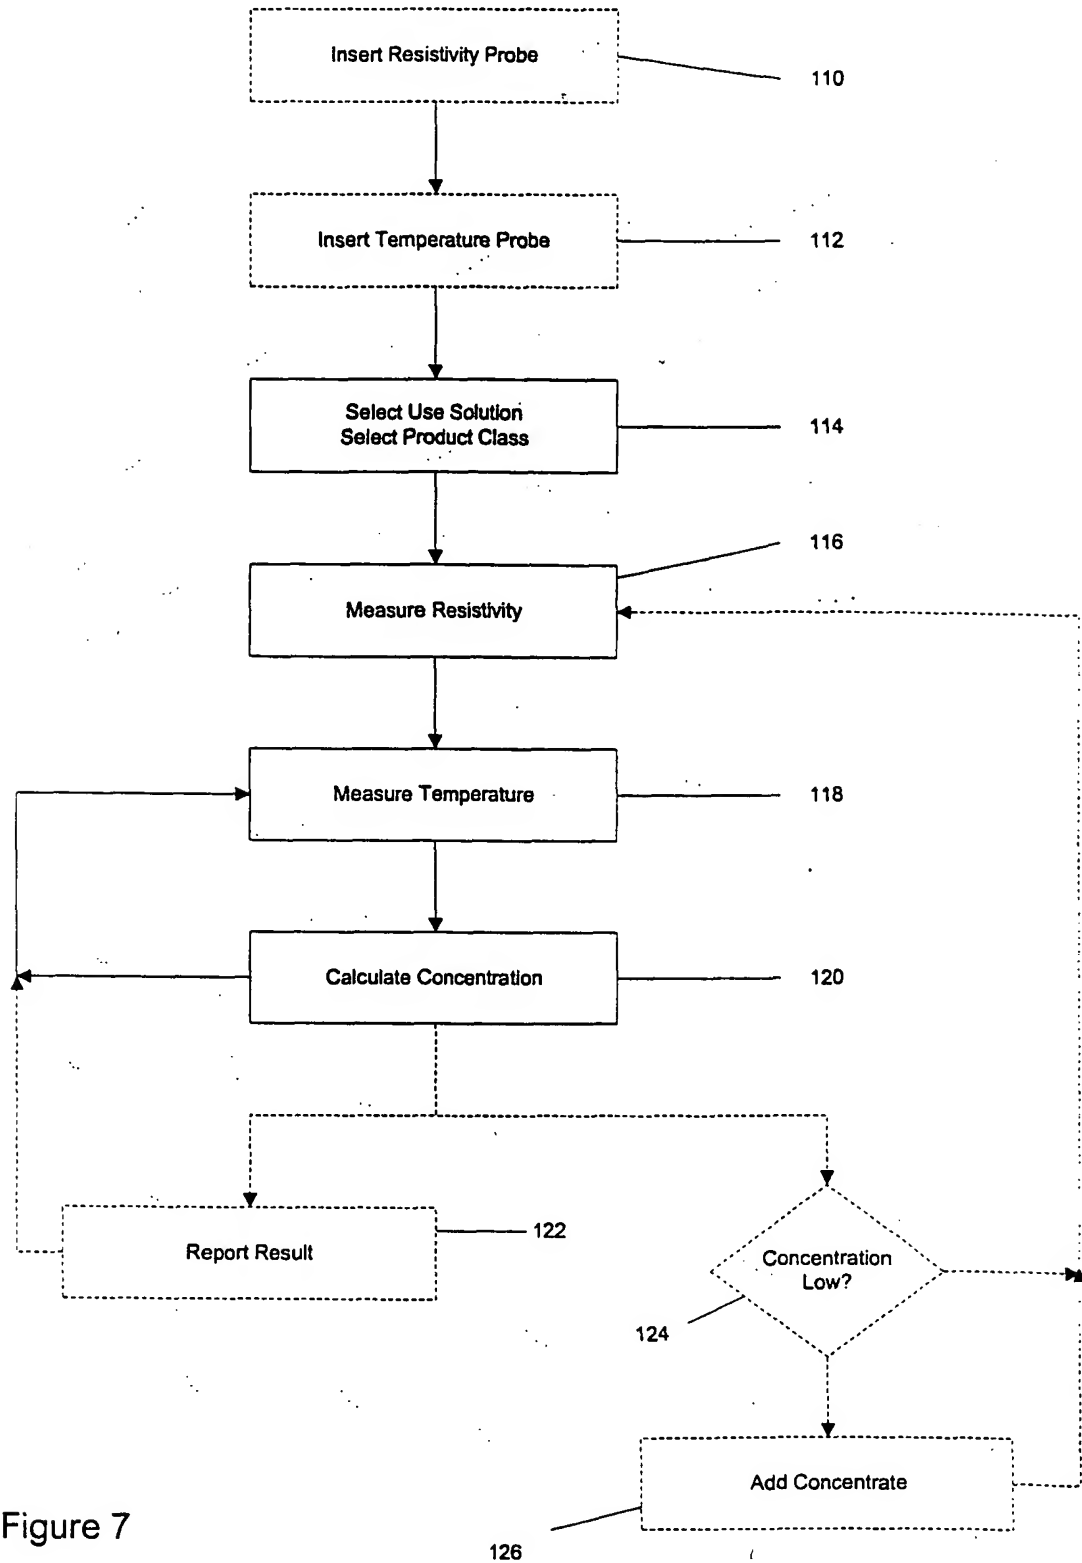 Insert Resistivity Probe
110
Insert Temperature Probe
112
Select Use Solution
Select Product Class
114
116
Measure Resistivity
Measure Temperature
118
Calculate Concentration
120
Report Result
122
Concentration
Low?
124
Add Concentrate
126
Figure 7